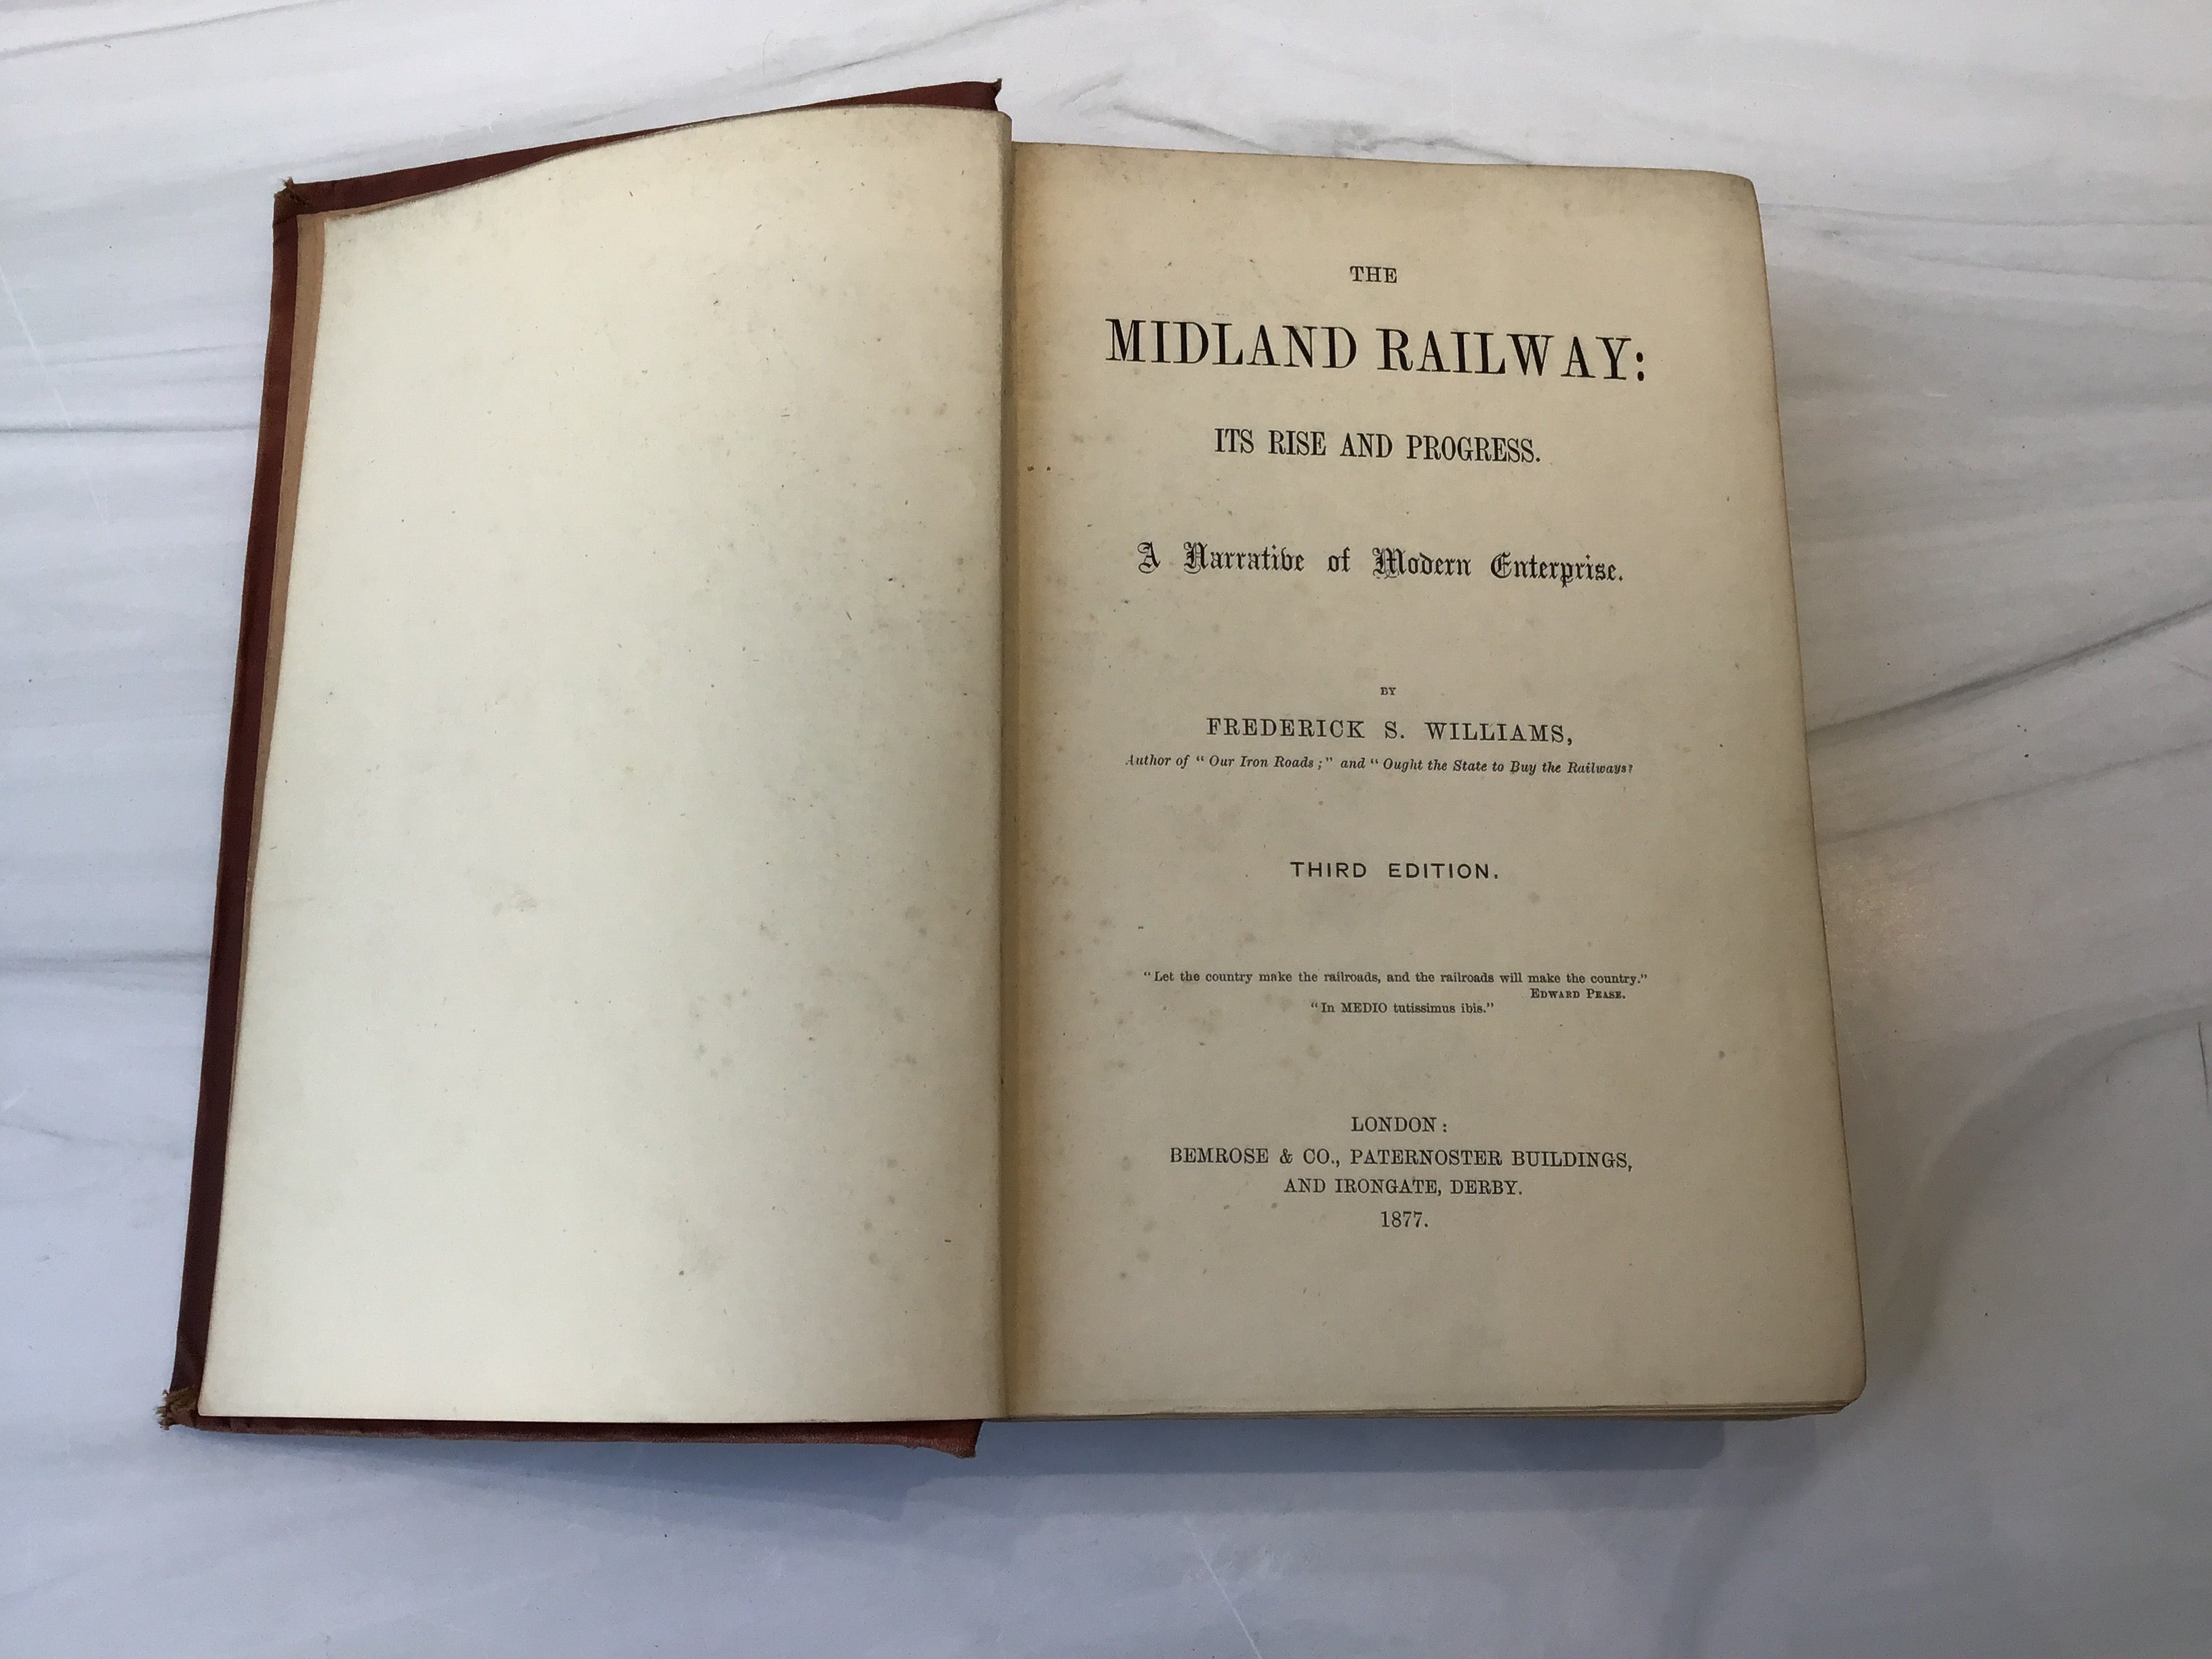 THE
MIDLAND RAILWAY:
ITS RISE AND PROGRESS.
A Narrative of Modern Enterprise.
BY
FREDERICK S. WILLIAMS,
Author of "Our Iron Roads;" and "Ought the State to Buy the Railways?
THIRD EDITION.
"Let the country make the railroads, and the railroads will make the country."
EDWARD PEASE.
"In MEDIO tutissimus ibis."
LONDON:
BEMROSE & CO., PATERNOSTER BUILDINGS,
AND IRONGATE, DERBY.
1877.